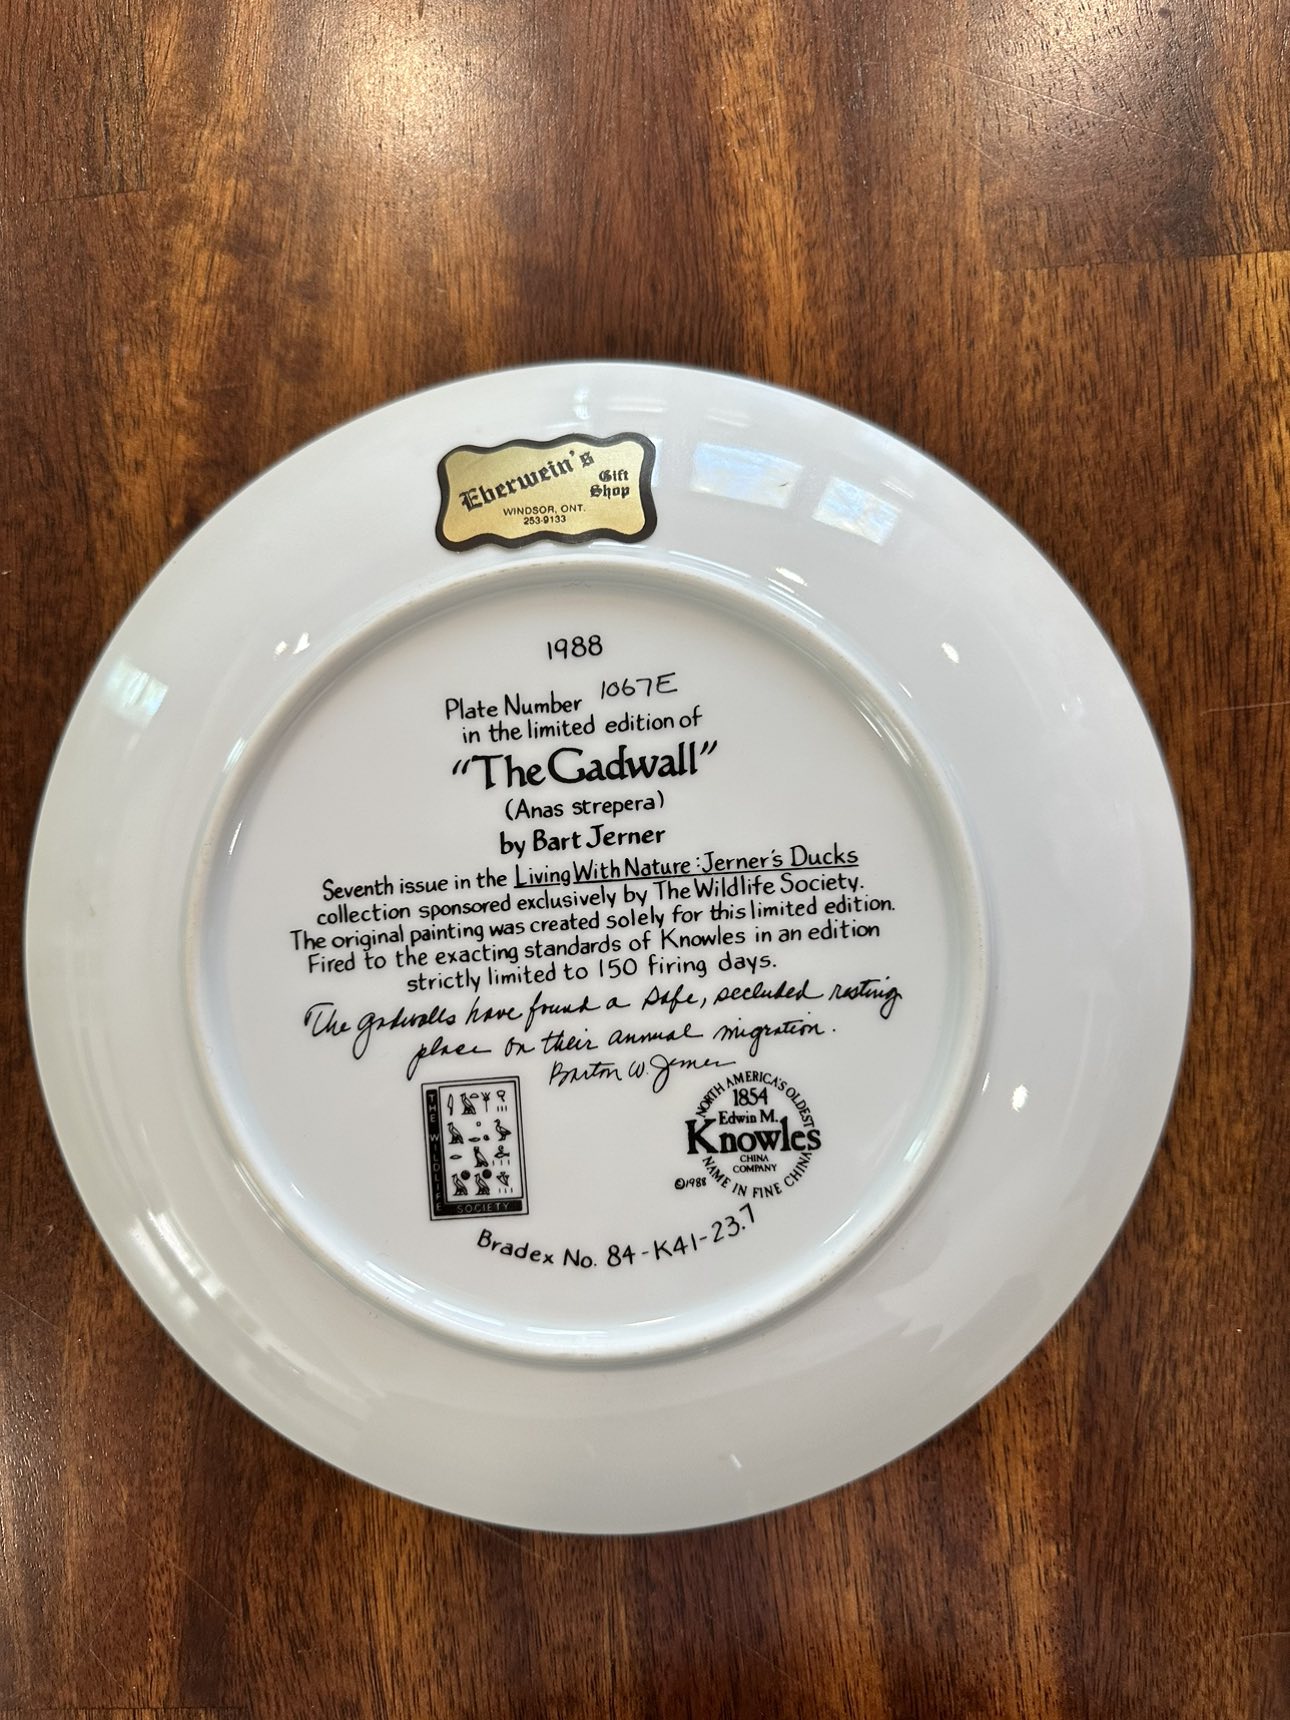 Eberwein's
Gift
Shop
WINDSOR, ONT.
253-9133
1988
Plate Number 1067E
in the limited edition of
“The Gadwall”
(Anas strepera)
by Bart Jerner
Seventh issue in the Living With Nature: Jerner's Ducks
collection sponsored exclusively by The Wildlife Society.
The original painting was created solely for this limited edition.
Fired to the exacting standards of Knowles in an edition
strictly limited to 150 firing days.
The gadwalls have found a safe, secluded resting
place on their annual migration.
Barton W. Jerner
THE WILDLIFE
SOCIETY
NORTH AMERICA'S OLDEST
1854
Edwin M.
Knowles
CHINA
COMPANY
NAME IN FINE CHINA
©1988
Bradex No. 84-K41-23.7